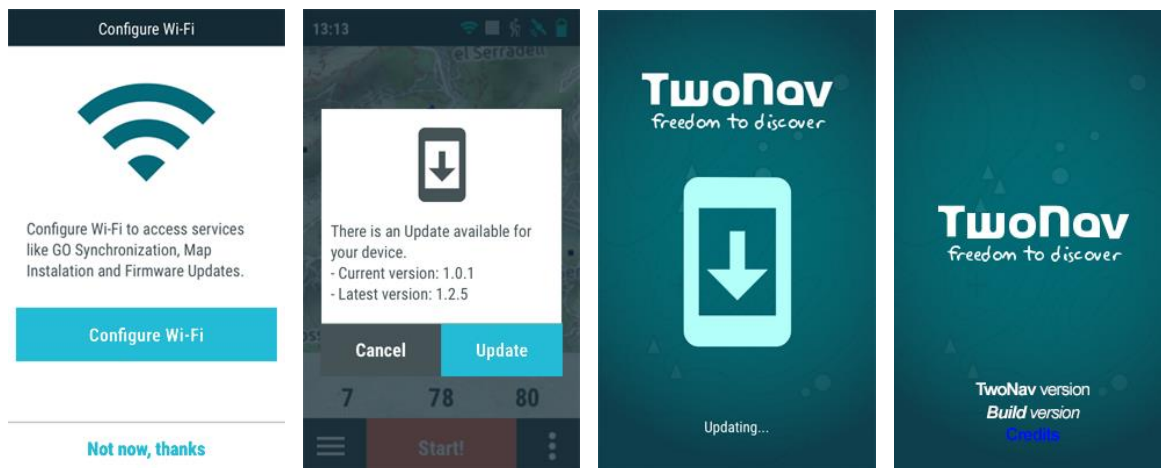 Configure Wi-Fi
Configure Wi-Fi to access services
like GO Synchronization, Map
Instalation and Firmware Updates.
Configure Wi-Fi
Not now, thanks
13:13
el Serradell
There is an Update available for
your device.
- Current version: 1.0.1
- Latest version: 1.2.5
Cancel
Update
7
78
80
Start!
TwoNav
freedom to discover
Updating...
TwoNav
freedom to discover
TwoNav version
Build version
Credits